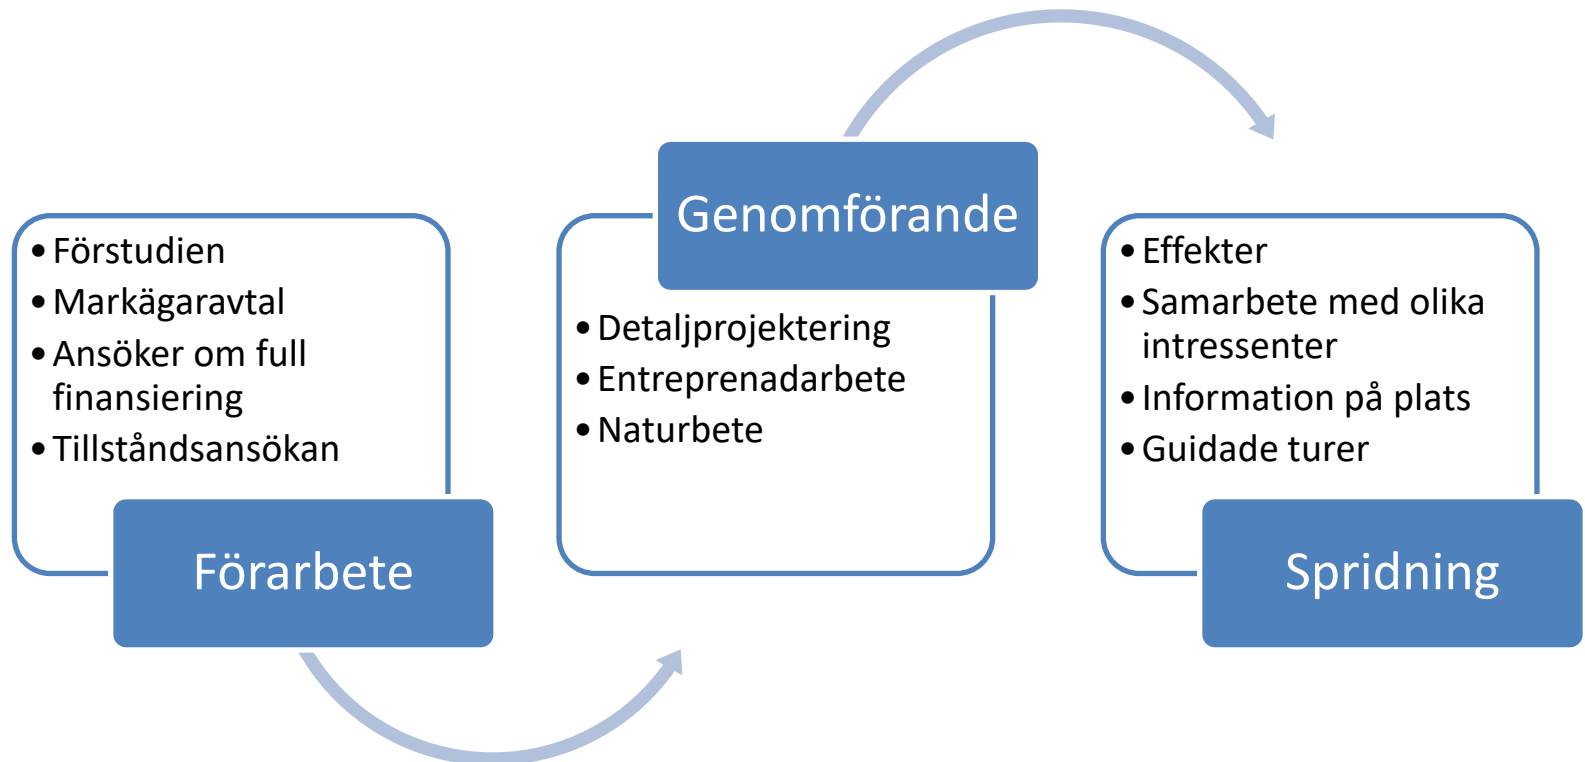 • Förstudien
• Markägaravtal
• Ansöker om full
finansiering
• Tillståndsansökan
Förarbete
Genomförande
• Detaljprojektering
• Entreprenadarbete
• Naturbete
• Effekter
• Samarbete med olika
intressenter
• Information på plats
• Guidade turer
Spridning